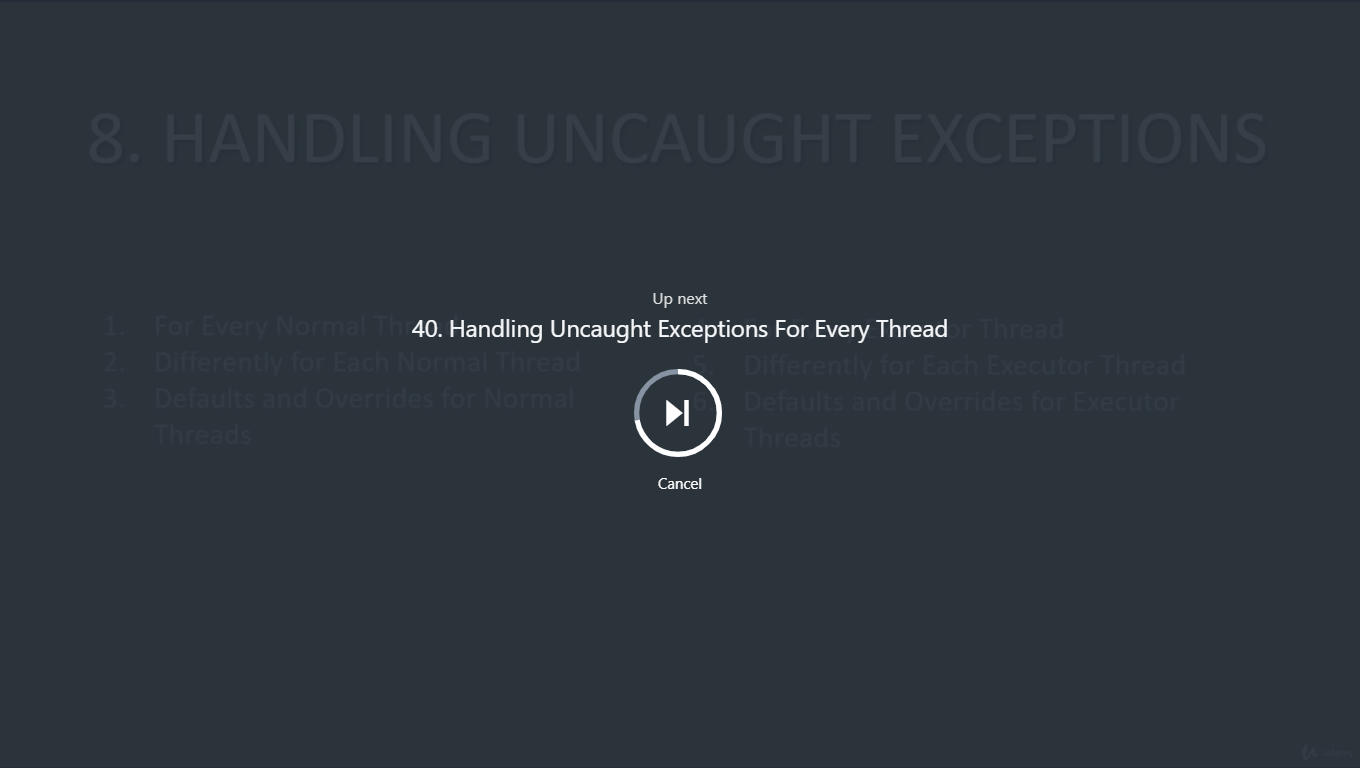 8. HANDLING UNCAUGHT EXCEPTIONS
Up next
40. Handling Uncaught Exceptions For Every Thread
1. For Every Normal
2. Differently for Each Normal Thread
3. Defaults and Overrides for Normal
Threads
Thread
5. Differently for Each Executor Thread
6. Defaults and Overrides for Executor
Threads
Cancel